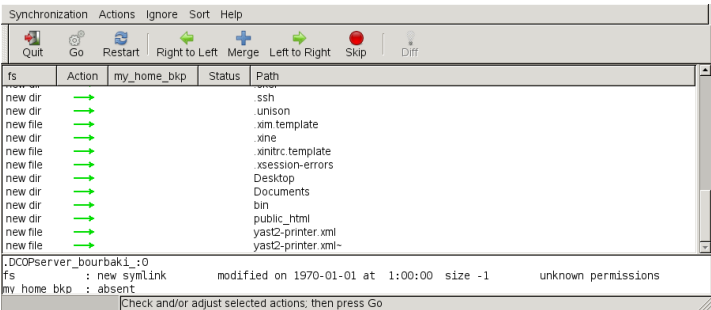 Synchronization Actions Ignore Sort Help
Quit Go Restart Right to Left Merge Left to Right Skip Diff
fs Action my_home_bkp Status Path
new dir .ssh
new dir .unison
new file .xim.template
new dir .xine
new file .xinitrc.template
new file .xsession-errors
new dir Desktop
new dir Documents
new dir bin
new dir public_html
new file yast2-printer.xml
new file yast2-printer.xml~
.DCOPserver_bourbaki_:0
fs : new symlink modified on 1970-01-01 at 1:00:00 size -1 unknown permissions
my_home_bkp : absent
Check and/or adjust selected actions; then press Go